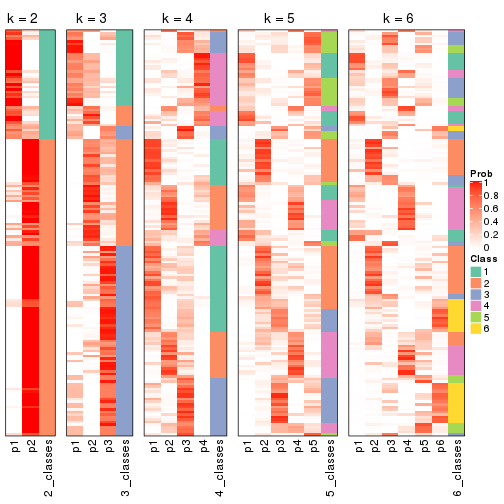 k = 2
k = 3
k = 4
k = 5
k = 6
p1
p2
2_classes
p1
p2
p3
3_classes
p1
p2
p3
p4
4_classes
p1
p2
p3
p4
p5
5_classes
p1
p2
p3
p4
p5
p6
6_classes
Prob
1
0.8
0.6
0.4
0.2
0
Class
1
2
3
4
5
6